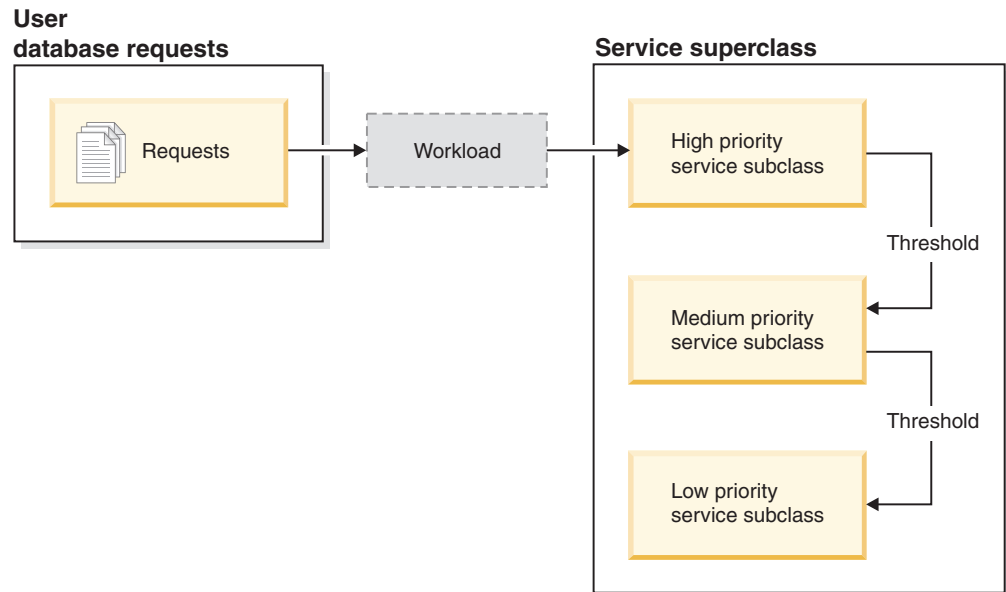 User
database requests
Requests
Workload
Service superclass
High priority
service subclass
Threshold
Medium priority
service subclass
Threshold
Low priority
service subclass